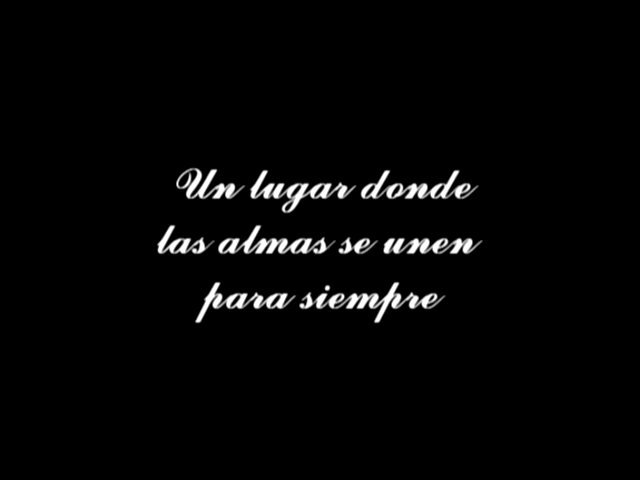 Un lugar donde
las almas se unen
para siempre